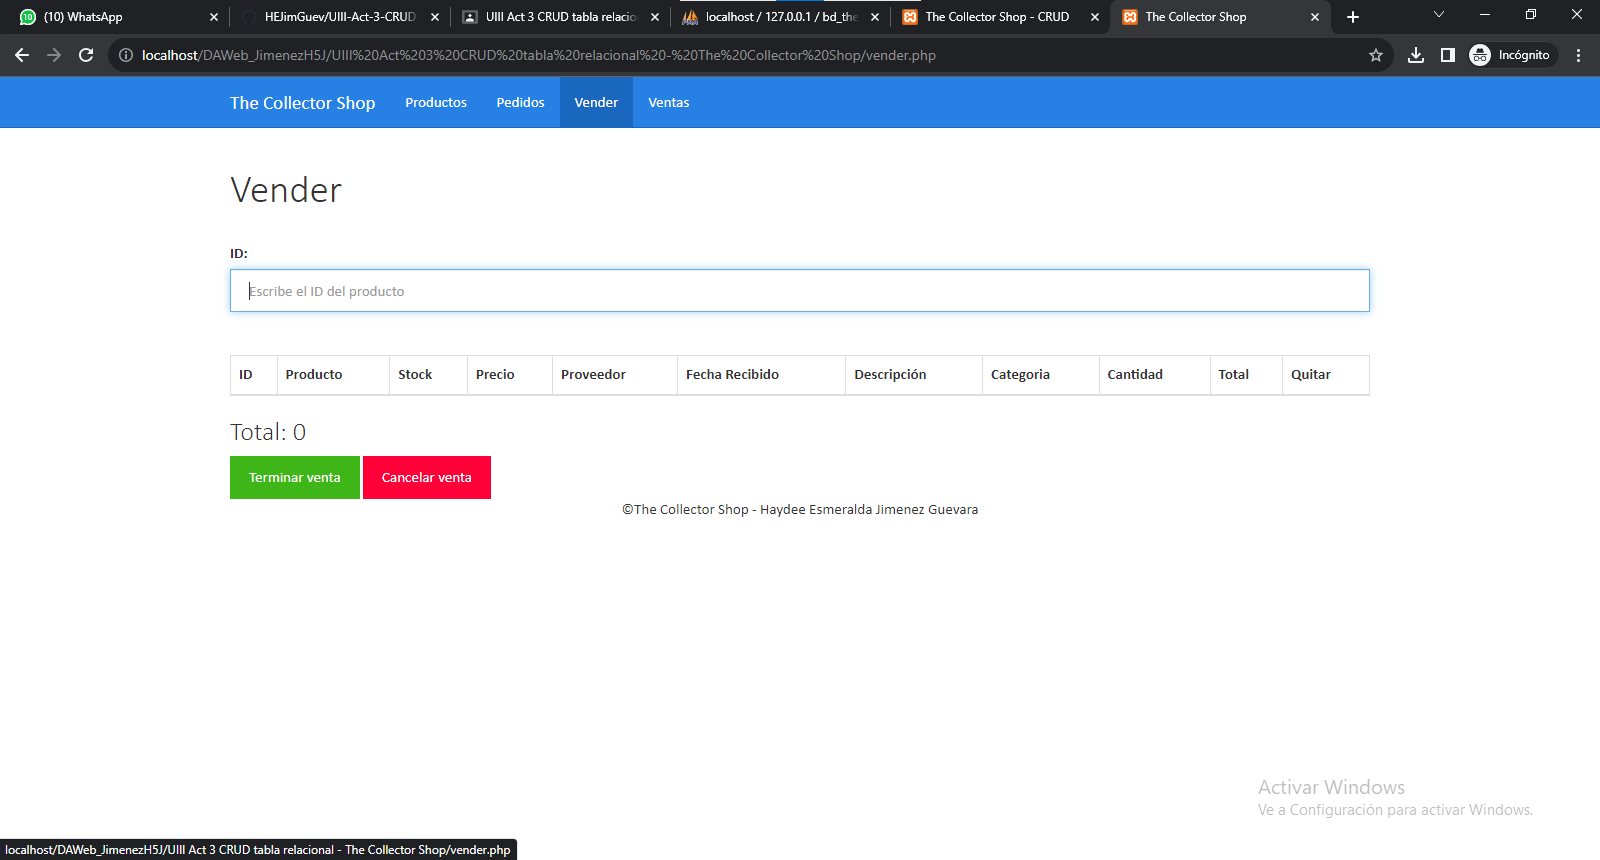 (10) WhatsApp
HEJimGuev/UIII-Act-3-CRUD
UIII Act 3 CRUD tabla relacio
localhost / 127.0.0.1 / bd_the
The Collector Shop - CRUD
The Collector Shop
localhost/DAWeb_JimenezH5J/UIII%20Act%203%20CRUD%20tabla%20relacional%20-%20The%20Collector%20Shop/vender.php
Incógnito
The Collector Shop Productos Pedidos Vender Ventas
Vender
ID:
Escribe el ID del producto
ID Producto Stock Precio Proveedor Fecha Recibido Descripción Categoria Cantidad Total Quitar
Total: 0
Terminar venta Cancelar venta
©The Collector Shop - Haydee Esmeralda Jimenez Guevara
Activar Windows
Ve a Configuración para activar Windows.
localhost/DAWeb_JimenezH5J/UIII Act 3 CRUD tabla relacional - The Collector Shop/vender.php